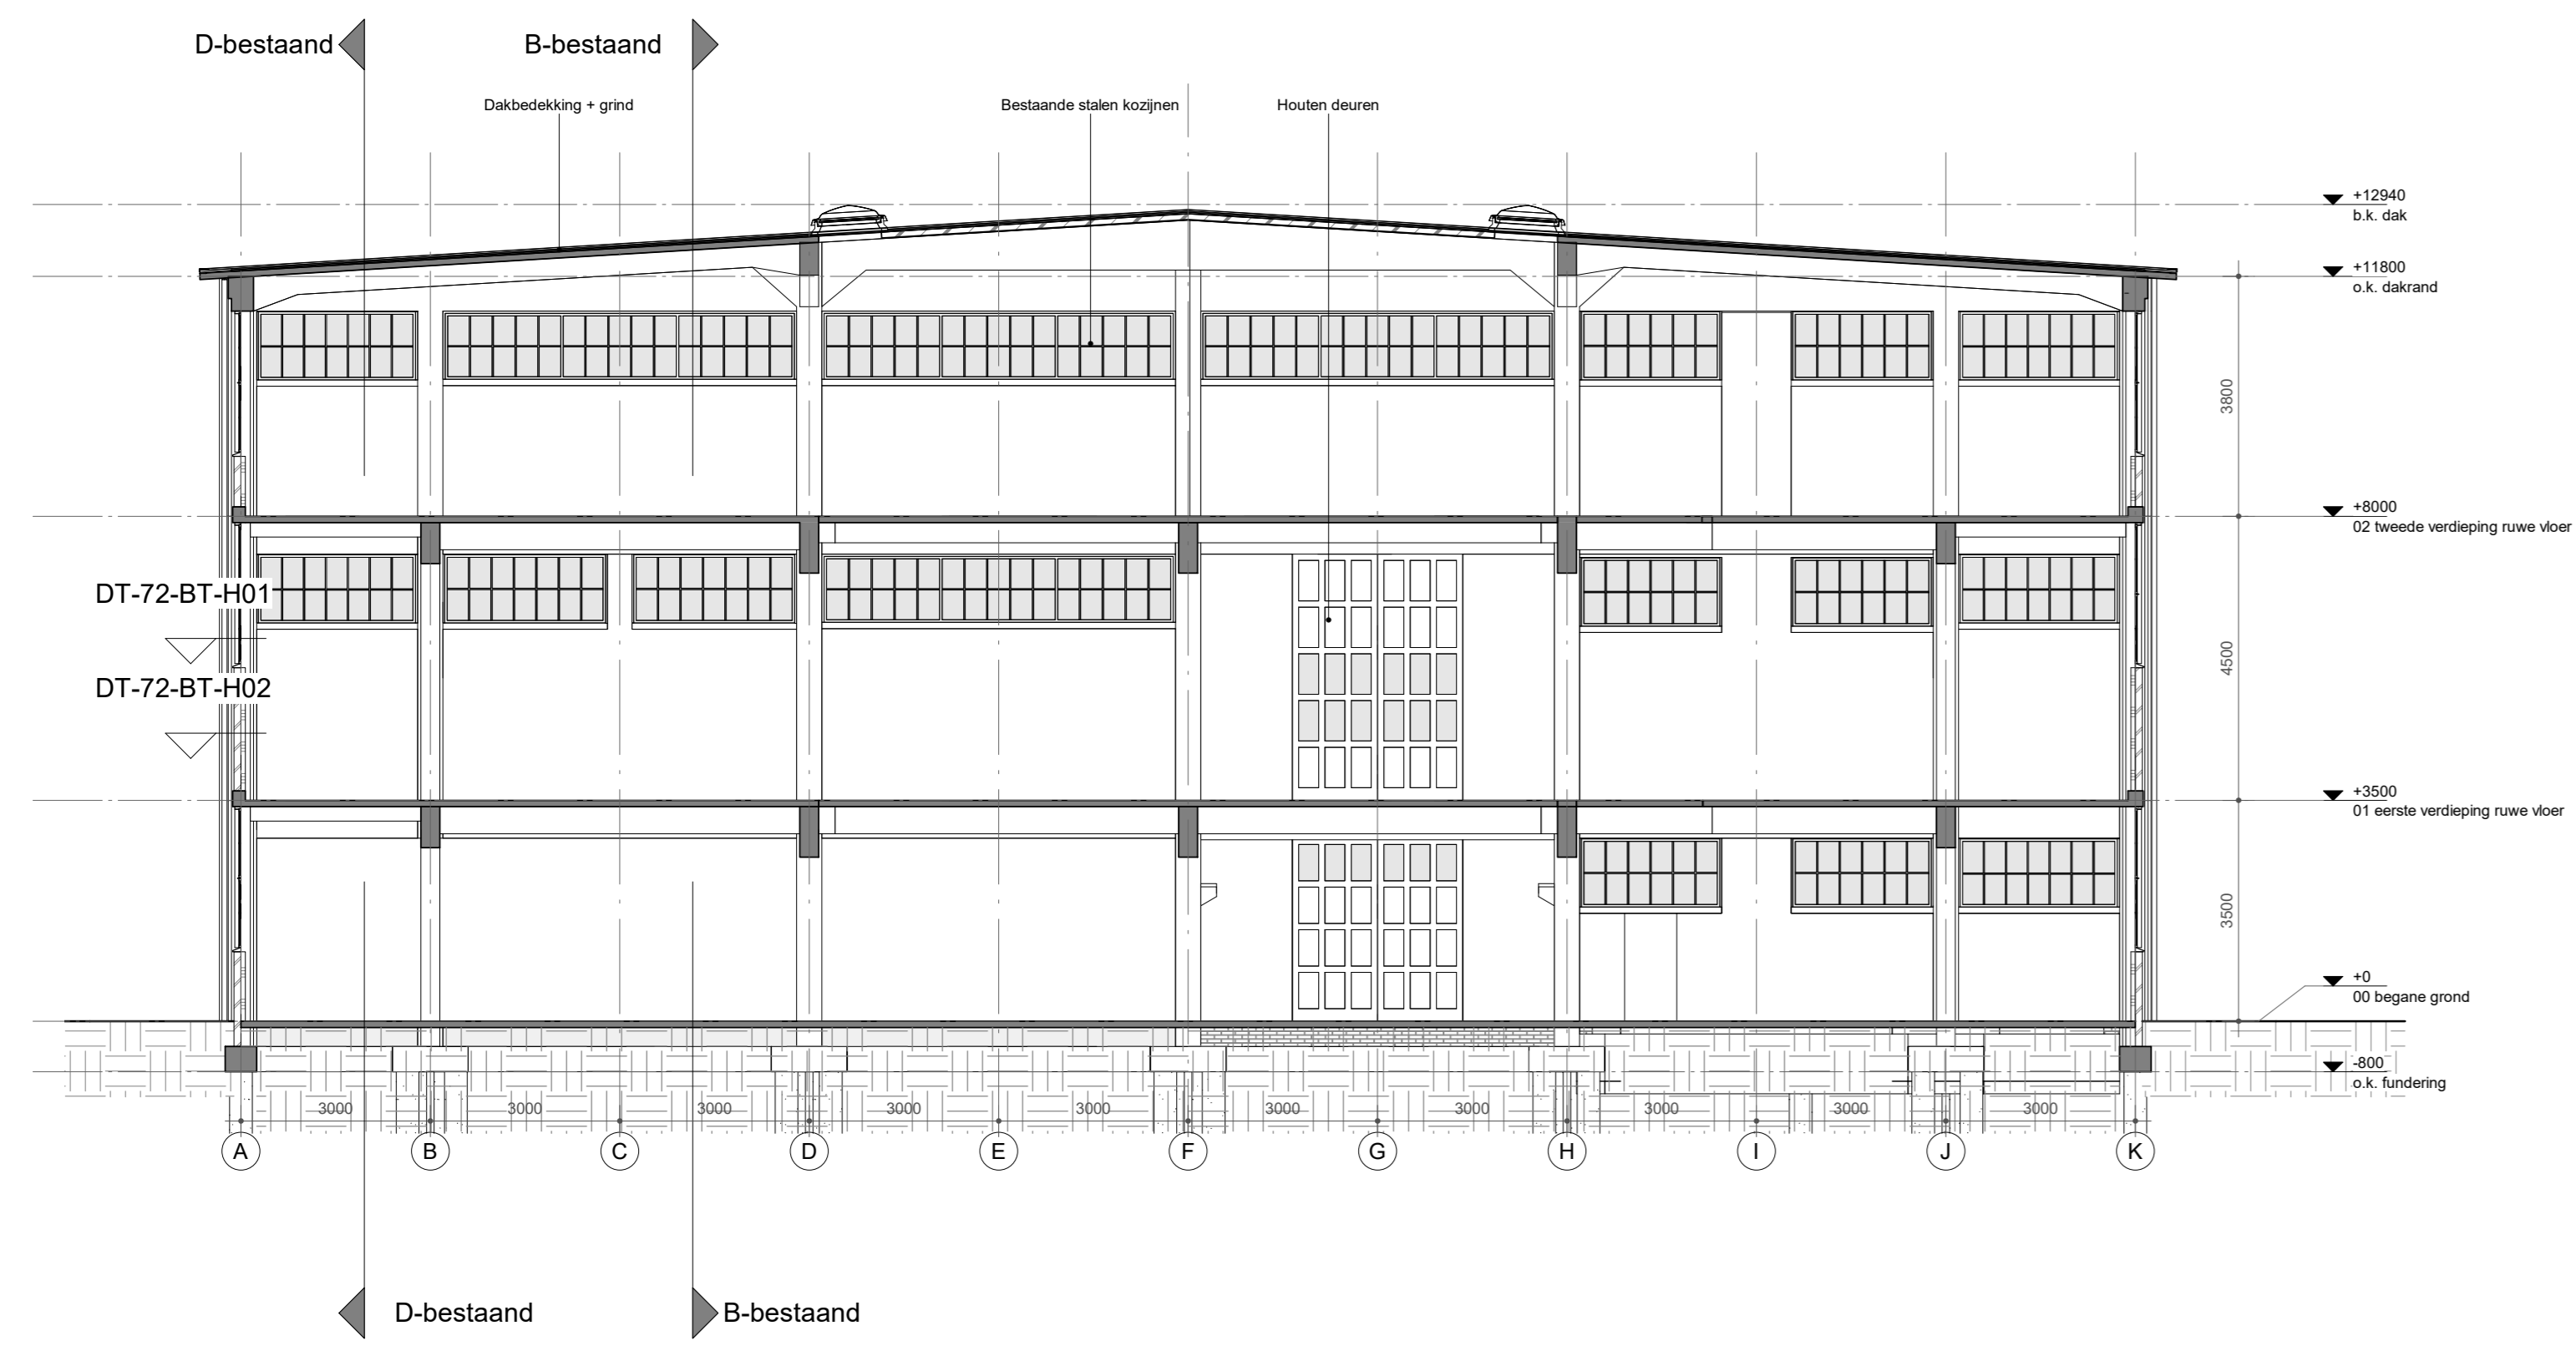 D-bestaand
B-bestaand
Dakbedekking + grind
Bestaande stalen kozijnen
Houten deuren
+12940
b.k. dak
+11800
o.k. dakrand
3800
+8000
02 tweede verdieping ruwe vloer
DT-72-BT-H01
4500
DT-72-BT-H02
+3500
01 eerste verdieping ruwe vloer
3500
+0
00 begane grond
-800
o.k. fundering
3000
3000
3000
3000
3000
3000
3000
3000
3000
3000
A
B
C
D
E
F
G
H
I
J
K
D-bestaand
B-bestaand